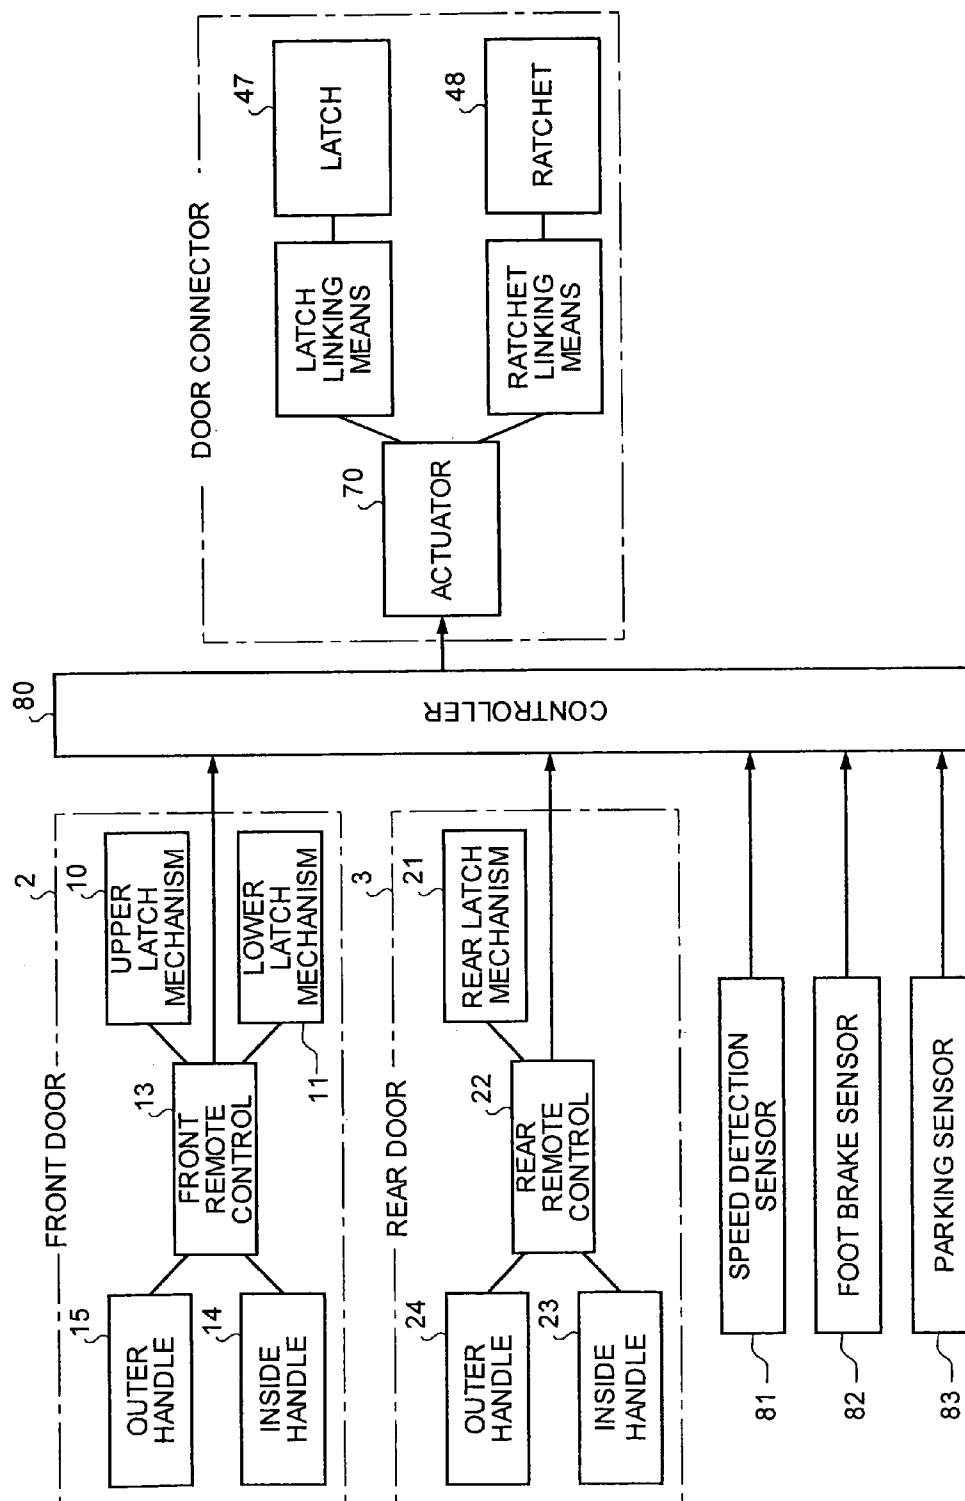 FRONT DOOR
2
15
OUTER
HANDLE
14
INSIDE
HANDLE
13
FRONT
REMOTE
CONTROL
10
UPPER
LATCH
MECHANISM
LOWER
LATCH
MECHANISM
11
REAR DOOR
3
24
OUTER
HANDLE
23
INSIDE
HANDLE
22
REAR
REMOTE
CONTROL
21
REAR LATCH
MECHANISM
81
SPEED DETECTION
SENSOR
82
FOOT BRAKE SENSOR
83
PARKING SENSOR
80
CONTROLLER
DOOR CONNECTOR
70
ACTUATOR
LATCH
LINKING
MEANS
47
LATCH
RATCHET
LINKING
MEANS
48
RATCHET